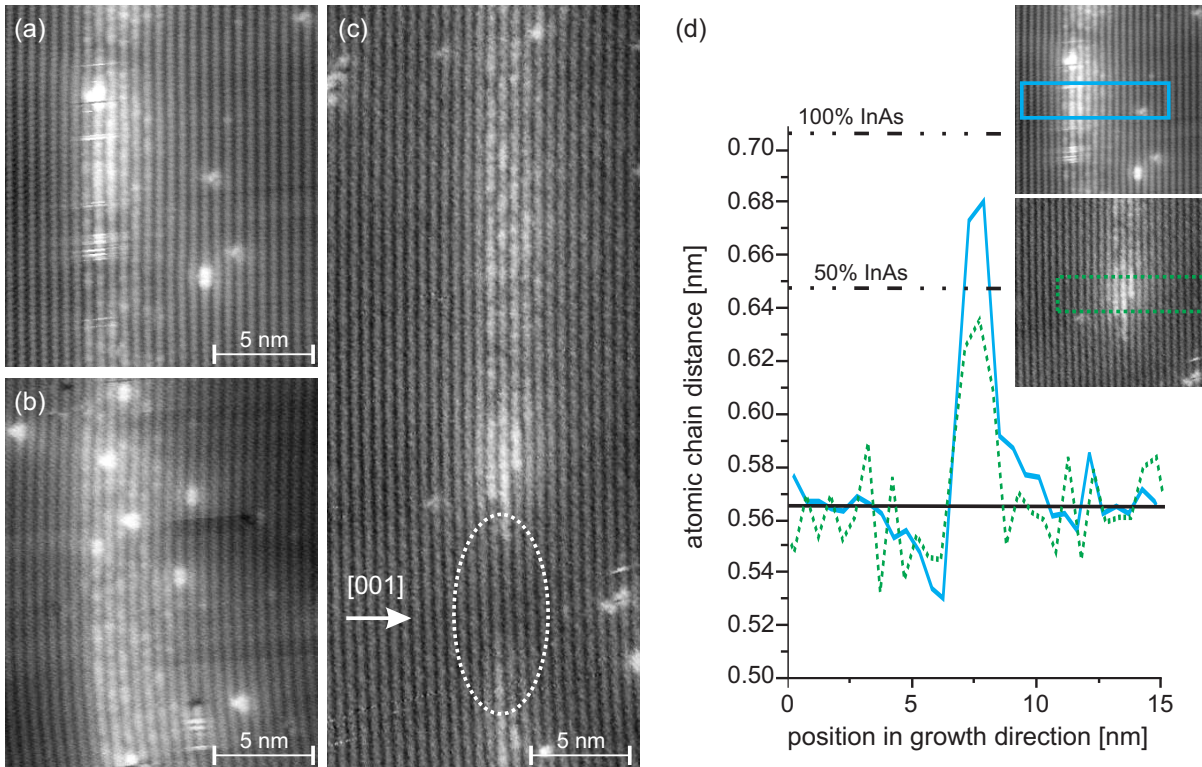 (a)
5 nm
(b)
5 nm
(c)
[001]
5 nm
(d)
100% InAs
50% InAs
atomic chain distance [nm]
0.70
0.68
0.66
0.64
0.62
0.60
0.58
0.56
0.54
0.52
0.50
0
5
10
15
position in growth direction [nm]